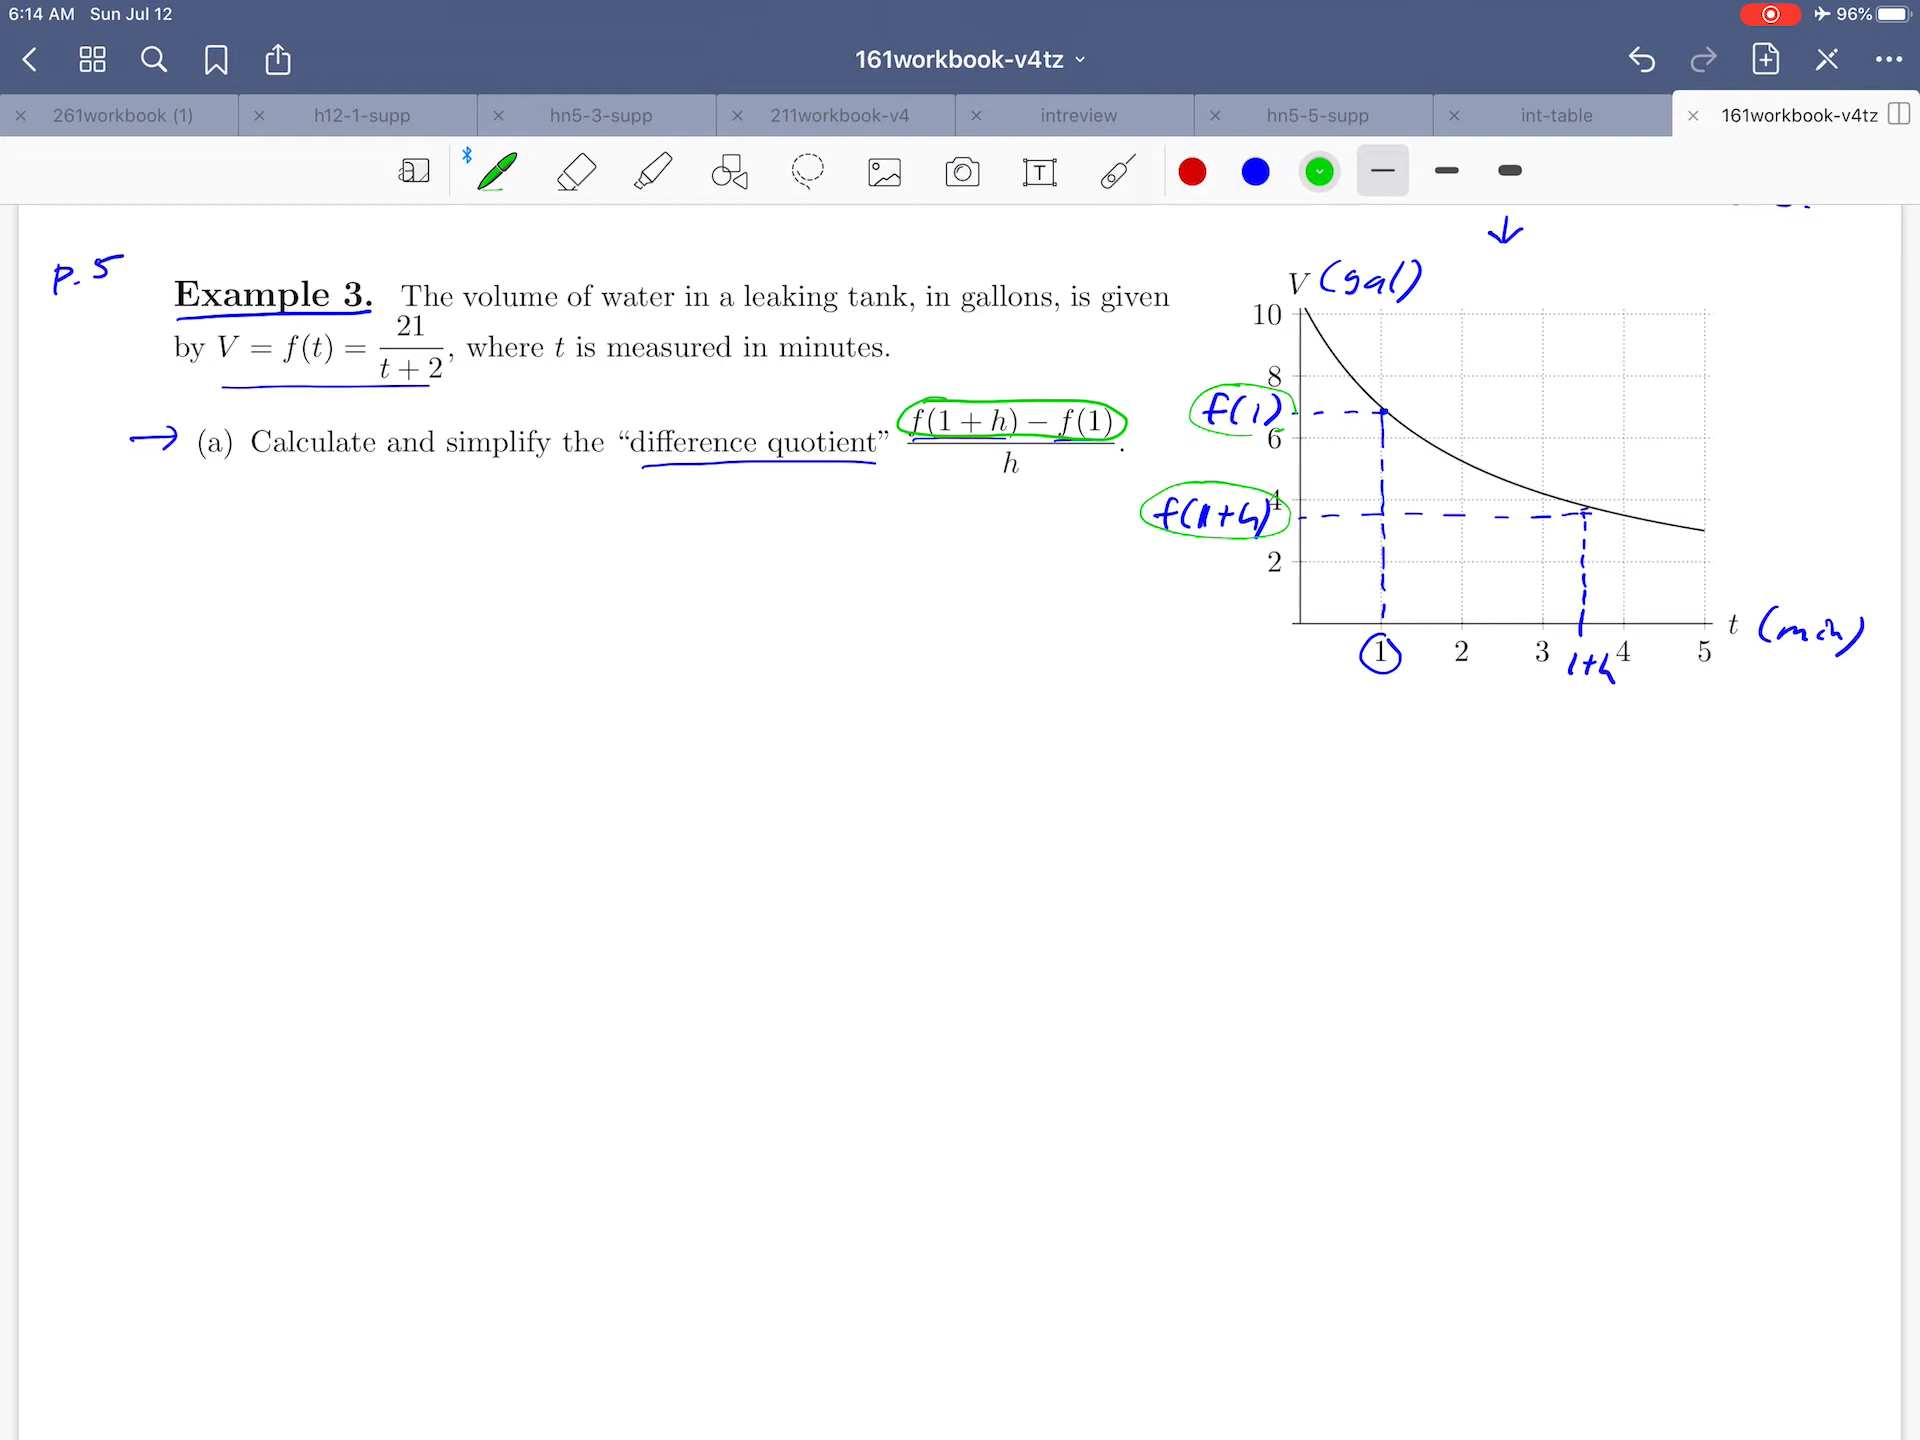 6:14 AM Sun Jul 12
96%
161workbook-v4tz
261workbook (1)
h12-1-supp
hn5-3-supp
211workbook-v4
intreview
hn5-5-supp
int-table
161workbook-v4tz
p. 5
Example 3. The volume of water in a leaking tank, in gallons, is given
by V = f(t) = 21/(t + 2), where t is measured in minutes.
→ (a) Calculate and simplify the “difference quotient” (f(1 + h) − f(1))/h.
V (gal)
10
8
f(1)
6
4
f(1+h)
2
t (min)
1 2 3 1+h 4 5